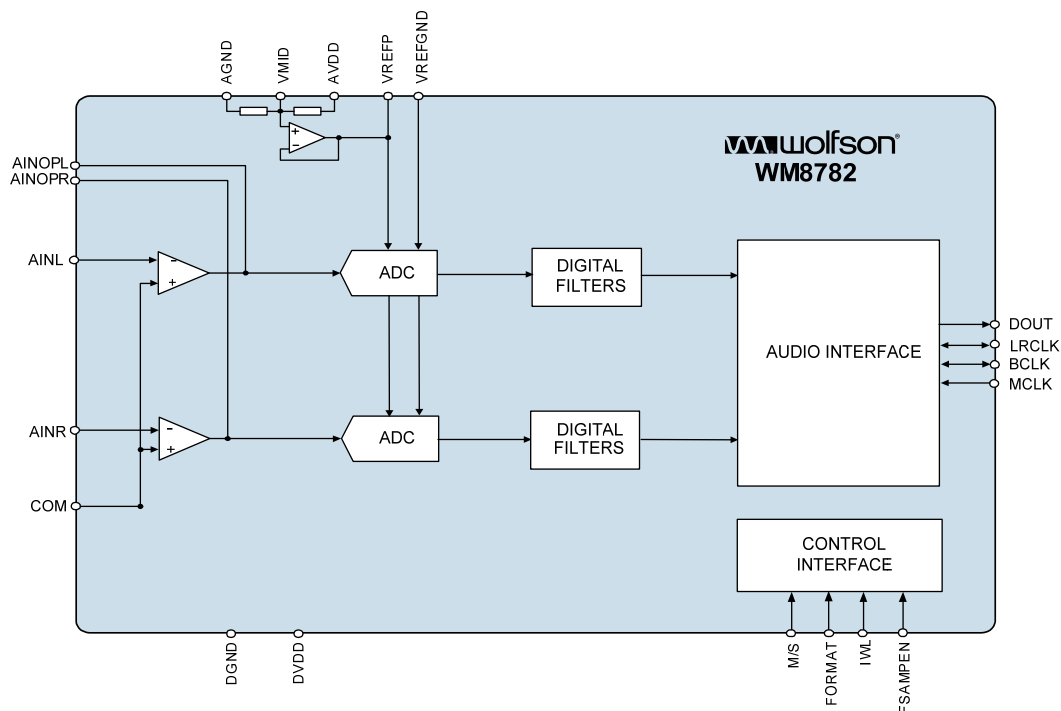 AGND
VMID
AVDD
VREFP
VREFGND
wolfson®
WM8782
AINOPL
AINOPR
AINL
-
+
ADC
DIGITAL
FILTERS
AUDIO INTERFACE
DOUT
LRCLK
BCLK
MCLK
+
-
AINR
-
+
ADC
DIGITAL
FILTERS
COM
CONTROL
INTERFACE
DGND
DVDD
M/S
FORMAT
IWL
FSAMPEN